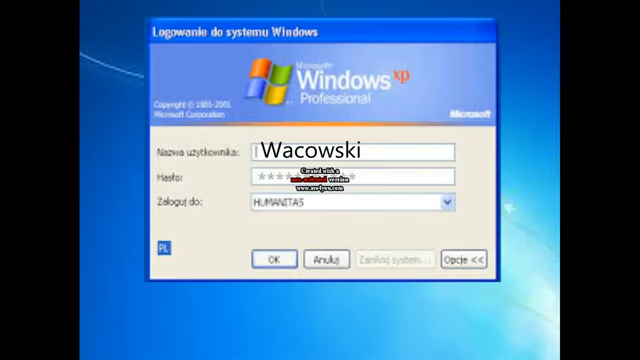 Logowanie do systemu Windows
Microsoft
Windows xp
Professional
Copyright © 1985-2001
Microsoft Corporation
Microsoft
Nazwa użytkownika:
Wacowski
Created with a
non-activated version
www.avs4you.com
Hasło:
Zaloguj do:
HUMANITAS
PL
OK
Anuluj
Zamknij system...
Opcje <<